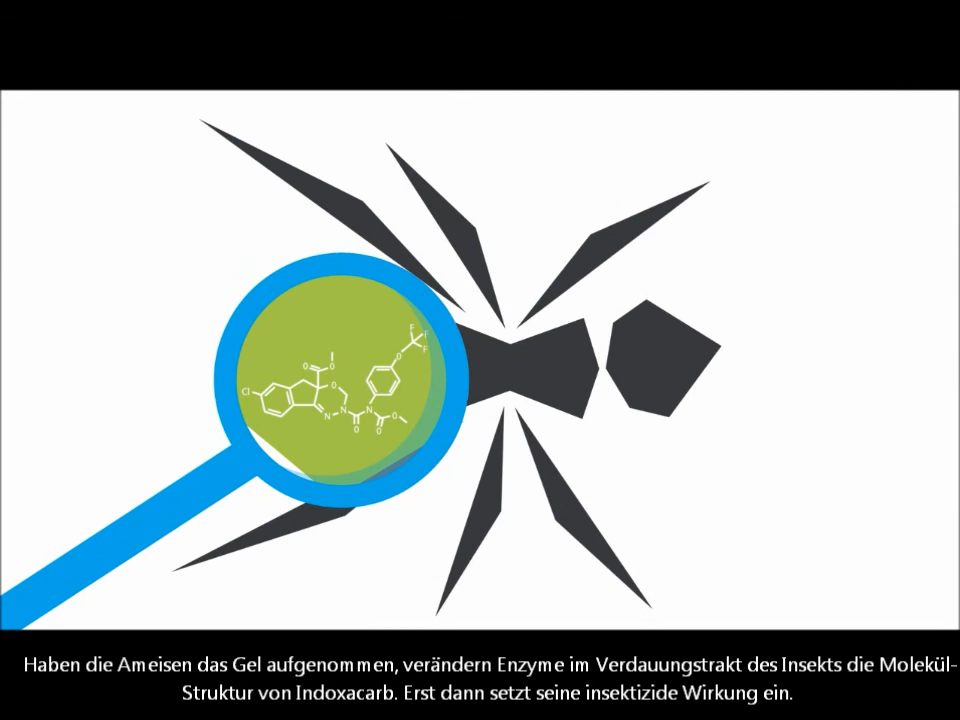 F
F
F
O
O
O
O
Cl
N
N
N
O
O
O
Haben die Ameisen das Gel aufgenommen, verändern Enzyme im Verdauungstrakt des Insekts die Molekül-
Struktur von Indoxacarb. Erst dann setzt seine insektizide Wirkung ein.